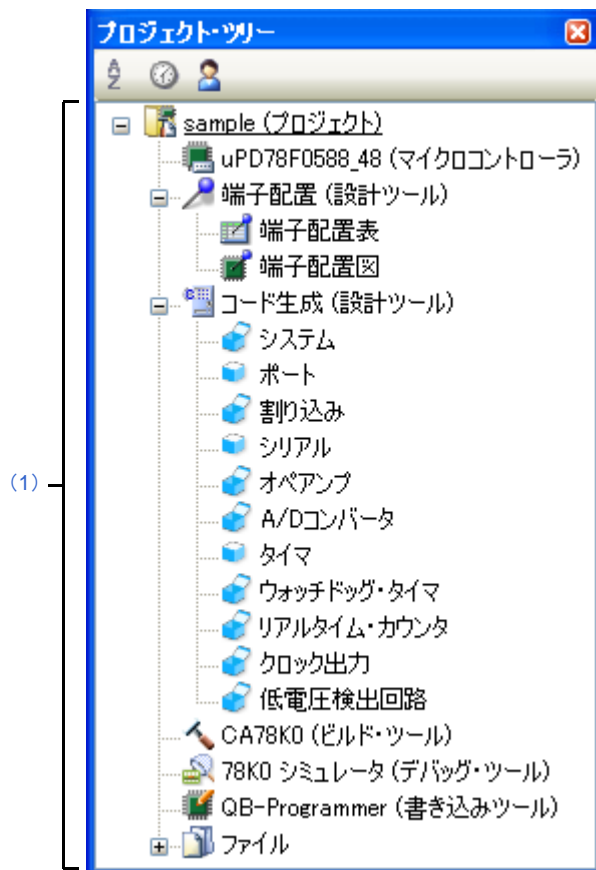 プロジェクト・ツリー
sample (プロジェクト)
uPD78F0588_48 (マイクロコントローラ)
端子配置 (設計ツール)
端子配置表
端子配置図
コード生成 (設計ツール)
システム
ポート
割り込み
シリアル
(1)
オペアンプ
A/Dコンバータ
タイマ
ウォッチドッグ・タイマ
リアルタイム・カウンタ
クロック出力
低電圧検出回路
CA78K0 (ビルド・ツール)
78K0 シミュレータ (デバッグ・ツール)
QB-Programmer (書き込みツール)
ファイル